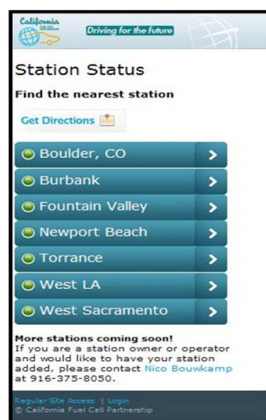 California
Driving for the future
Station Status
Find the nearest station
Get Directions
Boulder, CO
Burbank
Fountain Valley
Newport Beach
Torrance
West LA
West Sacramento
More stations coming soon!
If you are a station owner or operator
and would like to have your station
added, please contact Nico Bouwkamp
at 916-375-8050.
Regular Site Access | Login
© California Fuel Cell Partnership